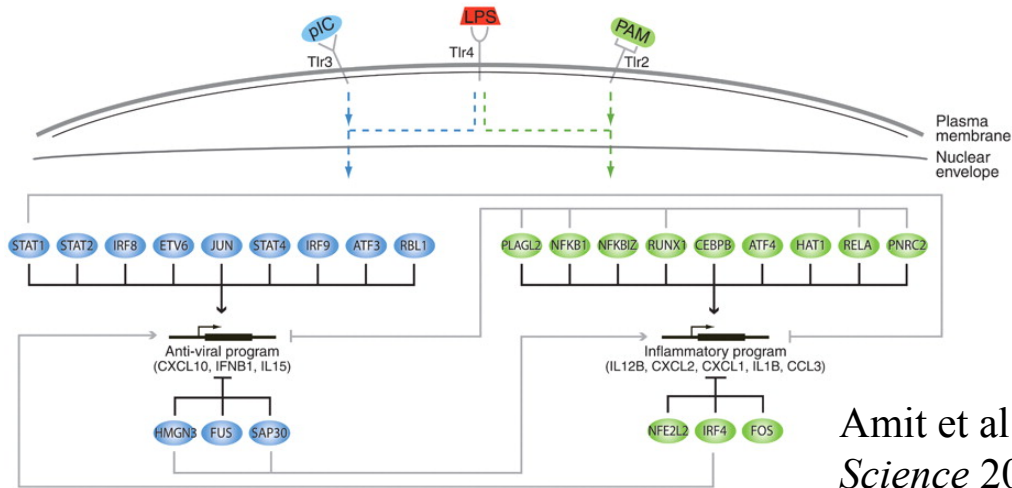 pIC
LPS
PAM
Tlr3
Tlr4
Tlr2
Plasma
membrane
Nuclear
envelope
STAT1 STAT2 IRF8 ETV6 JUN STAT4 IRF9 ATF3 RBL1
PLAGL2 NFKB1 NFKBIZ RUNX1 CEBPB ATF4 HAT1 RELA PNRC2
Anti-viral program
(CXCL10, IFNB1, IL15)
Inflammatory program
(IL12B, CXCL2, CXCL1, IL1B, CCL3)
HMGN3 FUS SAP30
NFE2L2 IRF4 FOS
Amit et al
Science 20